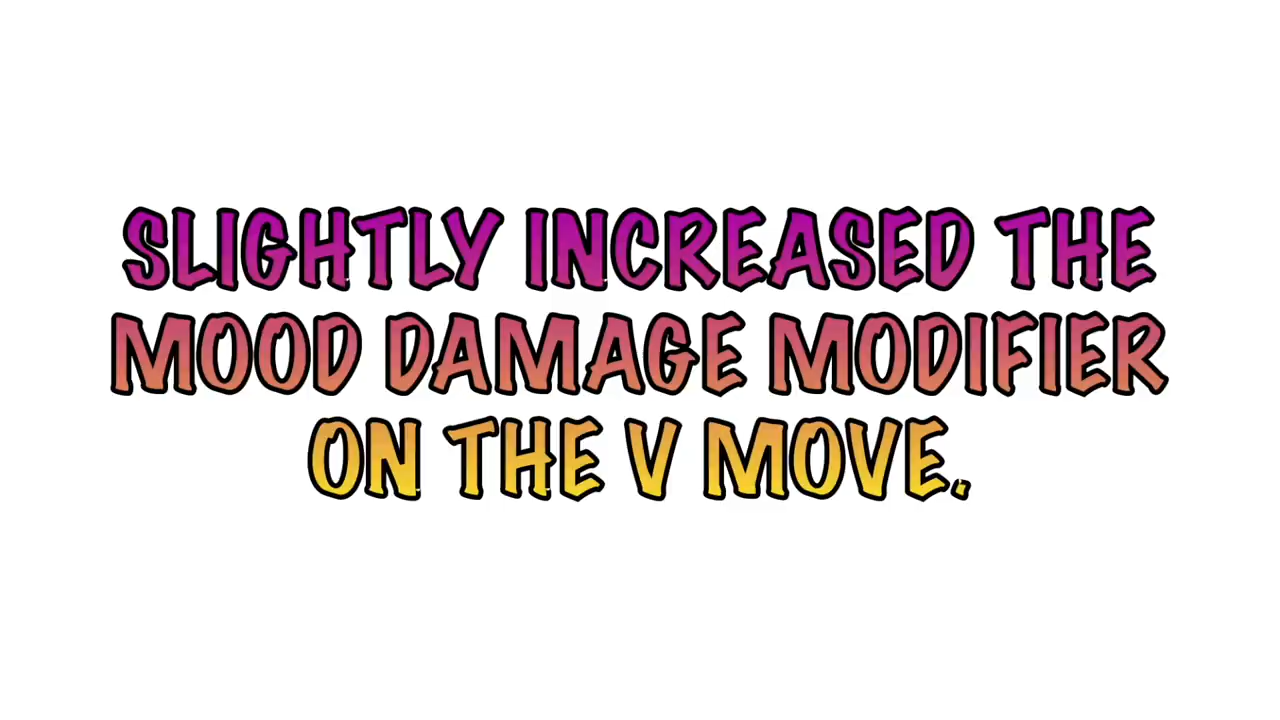 SLIGHTLY INCREASED THE
MOOD DAMAGE MODIFIER
ON THE V MOVE.